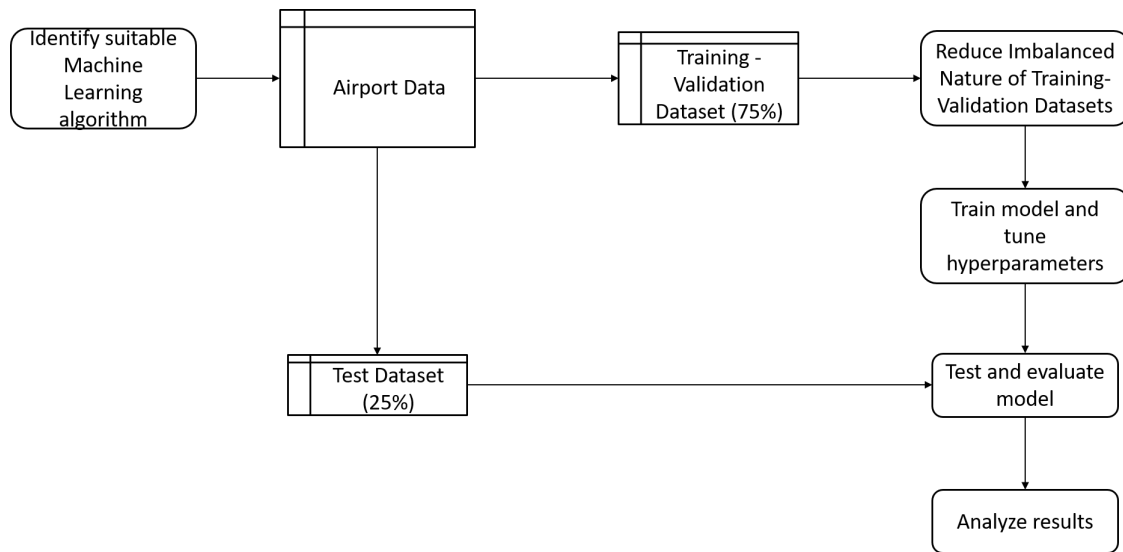 Identify suitable
Machine
Learning
algorithm
Airport Data
Training -
Validation
Dataset (75%)
Reduce Imbalanced
Nature of Training-
Validation Datasets
Train model and
tune
hyperparameters
Test Dataset
(25%)
Test and evaluate
model
Analyze results